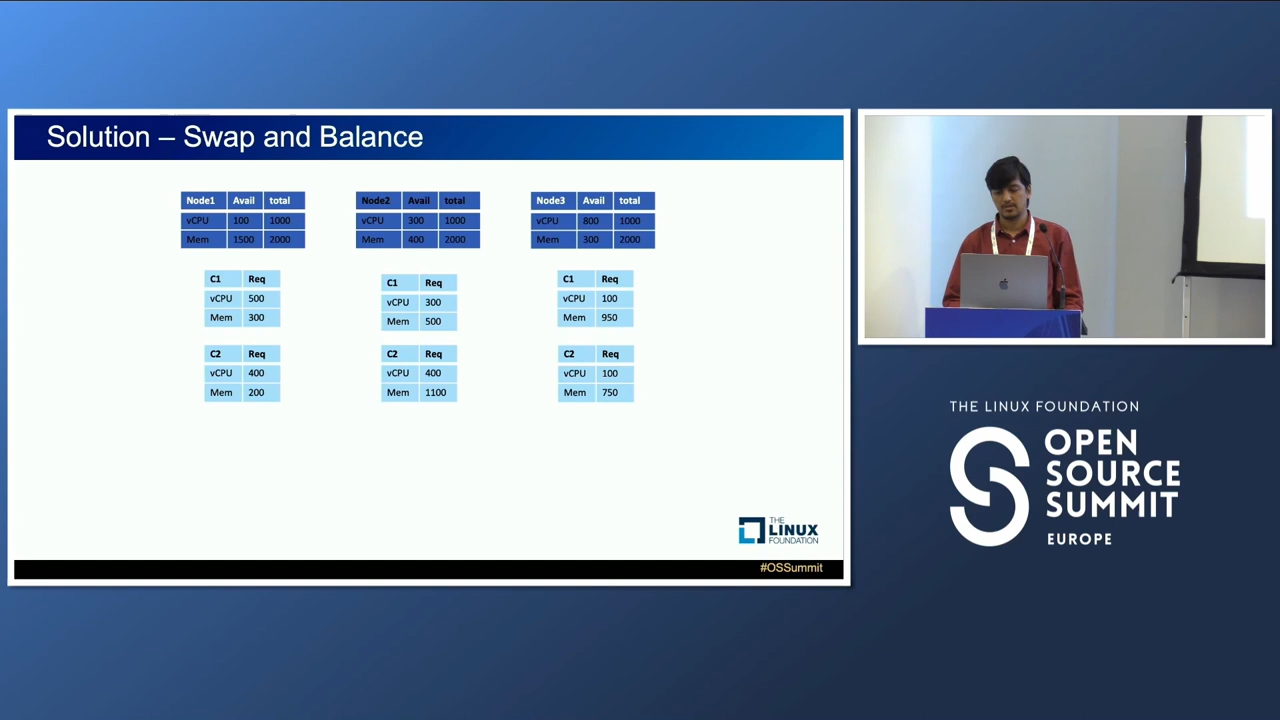 Solution – Swap and Balance
Node1 Avail total
vCPU 100 1000
Mem 1500 2000
Node2 Avail total
vCPU 300 1000
Mem 400 2000
Node3 Avail total
vCPU 800 1000
Mem 300 2000
C1 Req
vCPU 500
Mem 300
C1 Req
vCPU 300
Mem 500
C1 Req
vCPU 100
Mem 950
C2 Req
vCPU 400
Mem 200
C2 Req
vCPU 400
Mem 1100
C2 Req
vCPU 100
Mem 750
THE
LINUX
FOUNDATION
#OSSummit
THE LINUX FOUNDATION
OPEN
SOURCE
SUMMIT
EUROPE